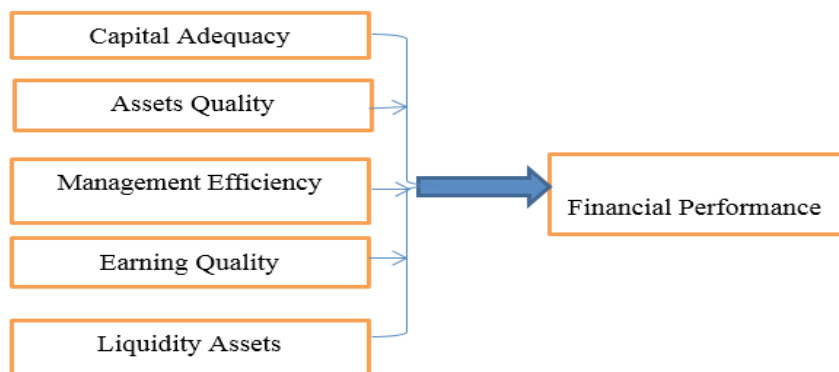 Capital Adequacy
Assets Quality
Management Efficiency
Earning Quality
Liquidity Assets
Financial Performance